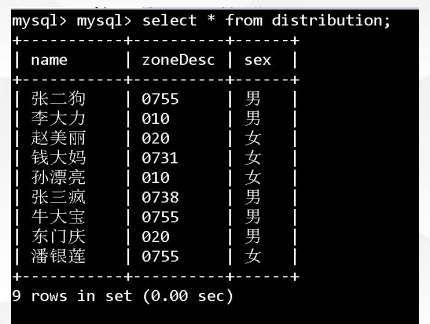 mysql> mysql> select * from distribution;
+-----------+----------+------+
| name | zoneDesc | sex |
+-----------+----------+------+
| 张二狗 | 0755 | 男 |
| 李大力 | 010 | 男 |
| 赵美丽 | 020 | 女 |
| 钱大妈 | 0731 | 女 |
| 孙漂亮 | 010 | 女 |
| 张三疯 | 0738 | 男 |
| 牛大宝 | 0755 | 男 |
| 东门庆 | 020 | 男 |
| 潘银莲 | 0755 | 女 |
+-----------+----------+------+
9 rows in set (0.00 sec)